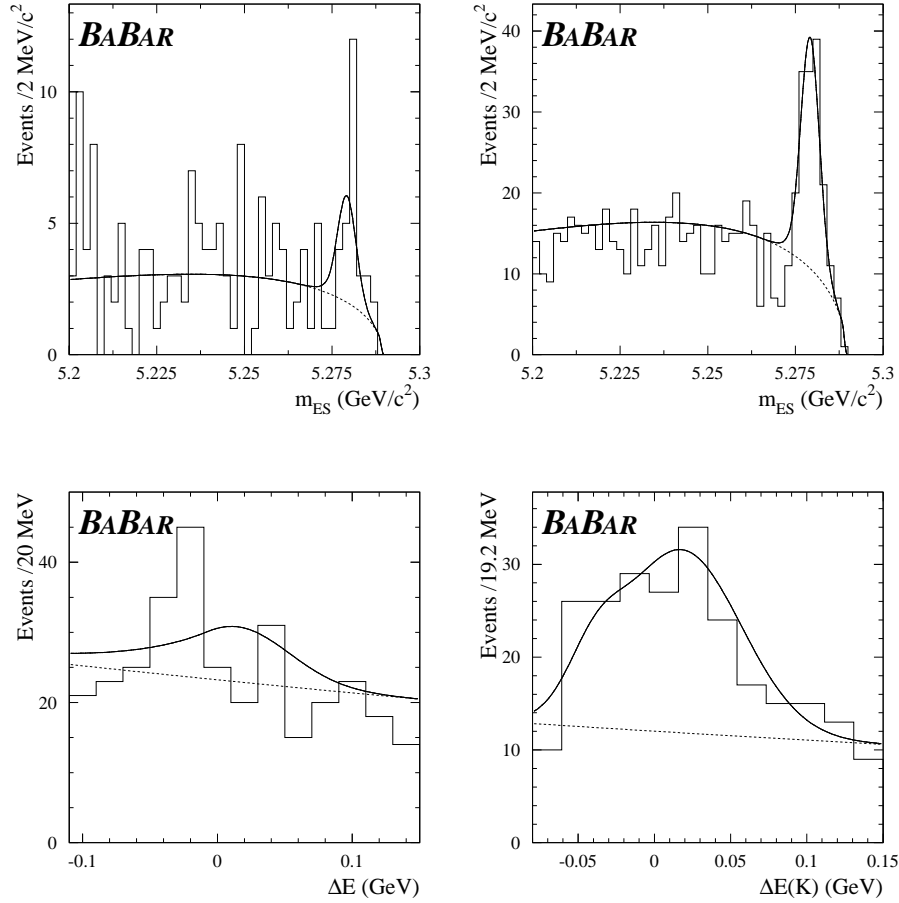 BABAR
Events /2 MeV/c²
10
5
0
5.2 5.225 5.25 5.275 5.3
m_ES (GeV/c²)
BABAR
Events /2 MeV/c²
40
30
20
10
0
5.2 5.225 5.25 5.275 5.3
m_ES (GeV/c²)
BABAR
Events /20 MeV
40
20
0
-0.1 0 0.1
ΔE (GeV)
BABAR
Events /19.2 MeV
30
20
10
0
-0.05 0 0.05 0.1 0.15
ΔE(K) (GeV)